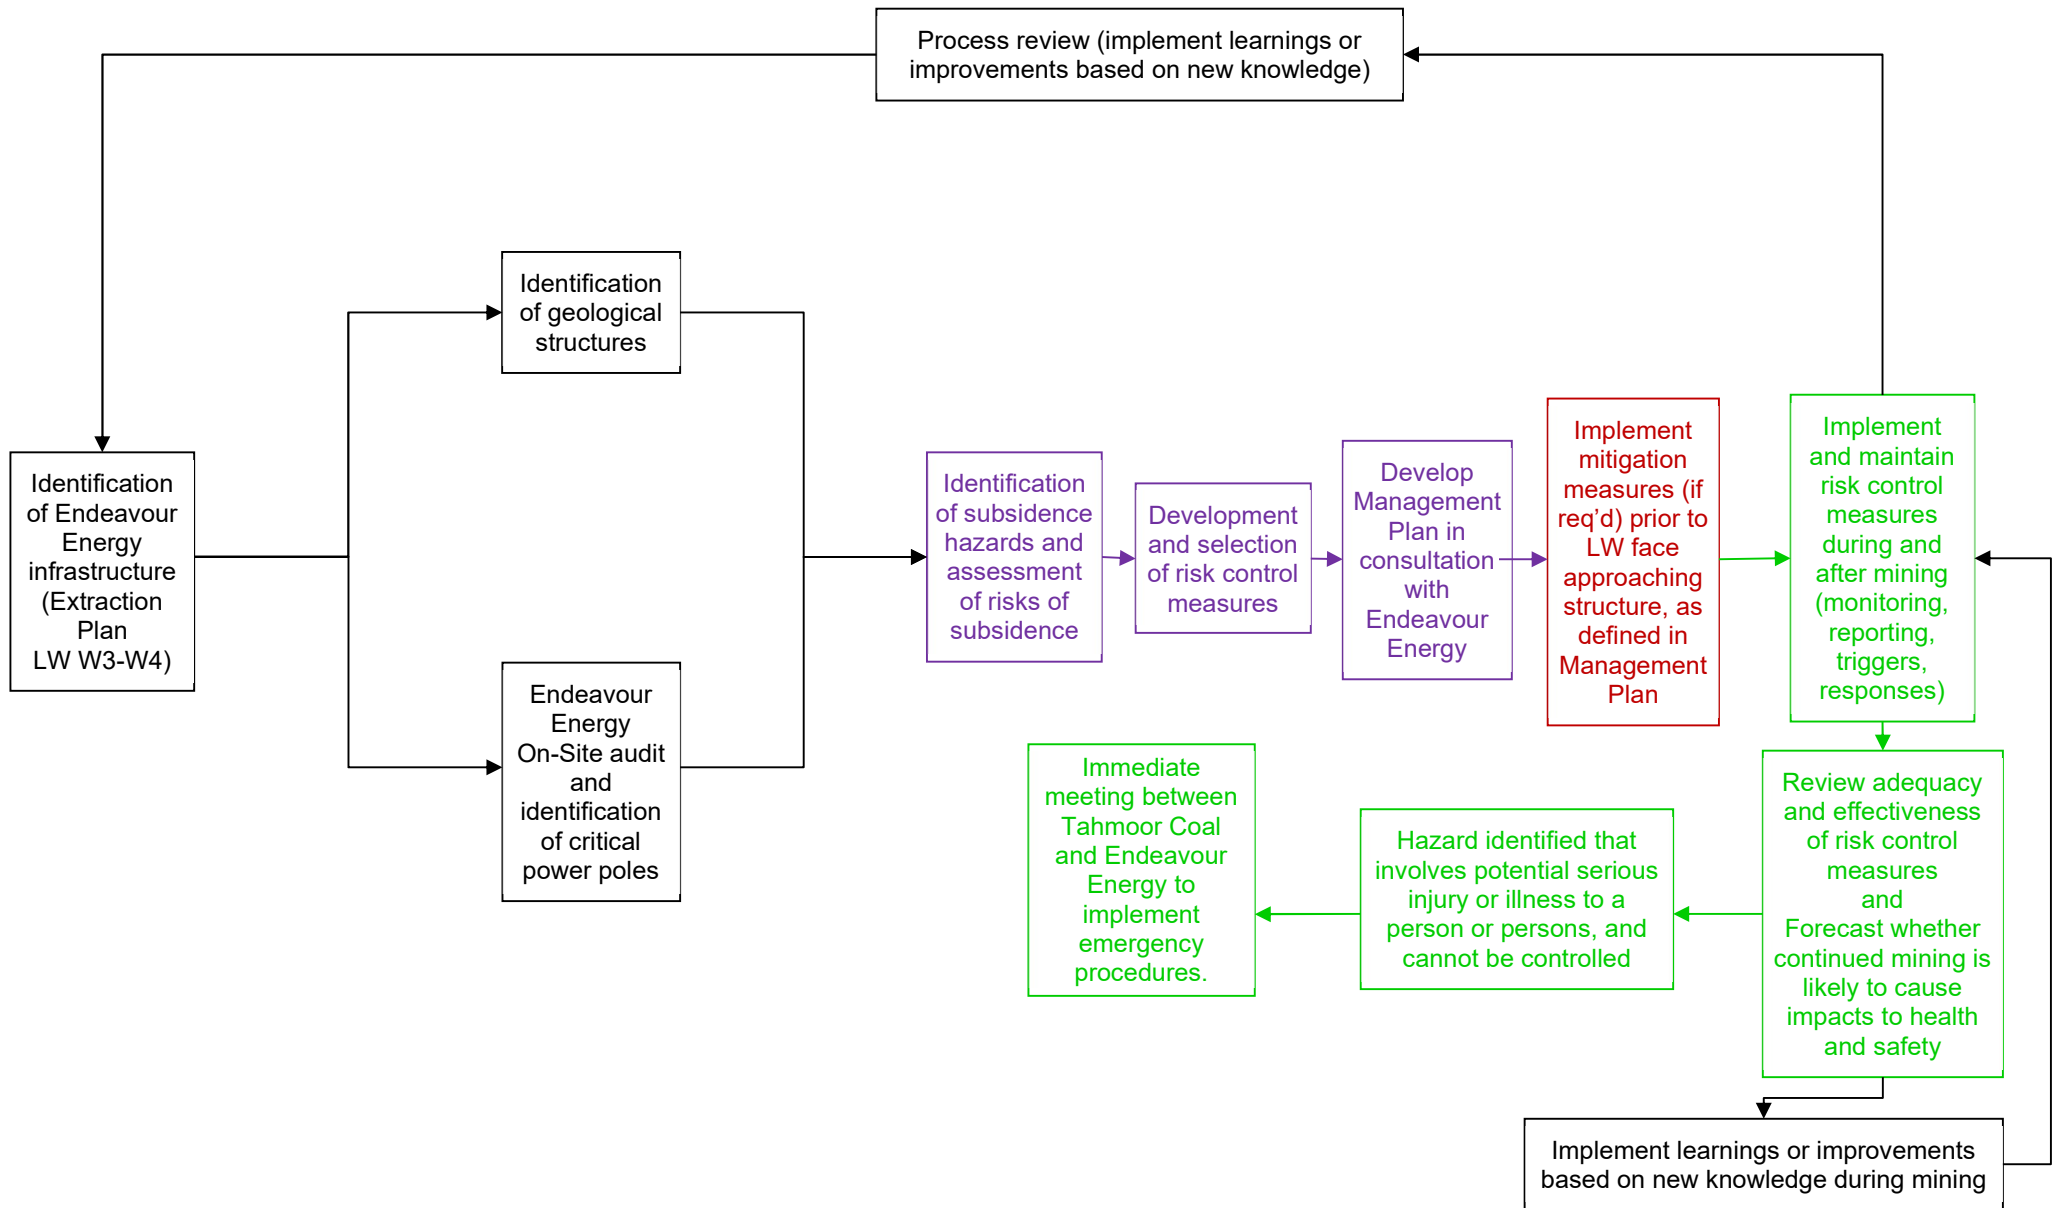 Process review (implement learnings or
improvements based on new knowledge)
Identification
of geological
structures
Identification
of Endeavour
Energy
infrastructure
(Extraction
Plan
LW W3-W4)
Endeavour
Energy
On-Site audit
and
identification
of critical
power poles
Identification
of subsidence
hazards and
assessment
of risks of
subsidence
Development
and selection
of risk control
measures
Develop
Management
Plan in
consultation
with
Endeavour
Energy
Implement
mitigation
measures (if
req’d) prior to
LW face
approaching
structure, as
defined in
Management
Plan
Implement
and maintain
risk control
measures
during and
after mining
(monitoring,
reporting,
triggers,
responses)
Review adequacy
and effectiveness
of risk control
measures
and
Forecast whether
continued mining is
likely to cause
impacts to health
and safety
Hazard identified that
involves potential serious
injury or illness to a
person or persons, and
cannot be controlled
Immediate
meeting between
Tahmoor Coal
and Endeavour
Energy to
implement
emergency
procedures.
Implement learnings or improvements
based on new knowledge during mining